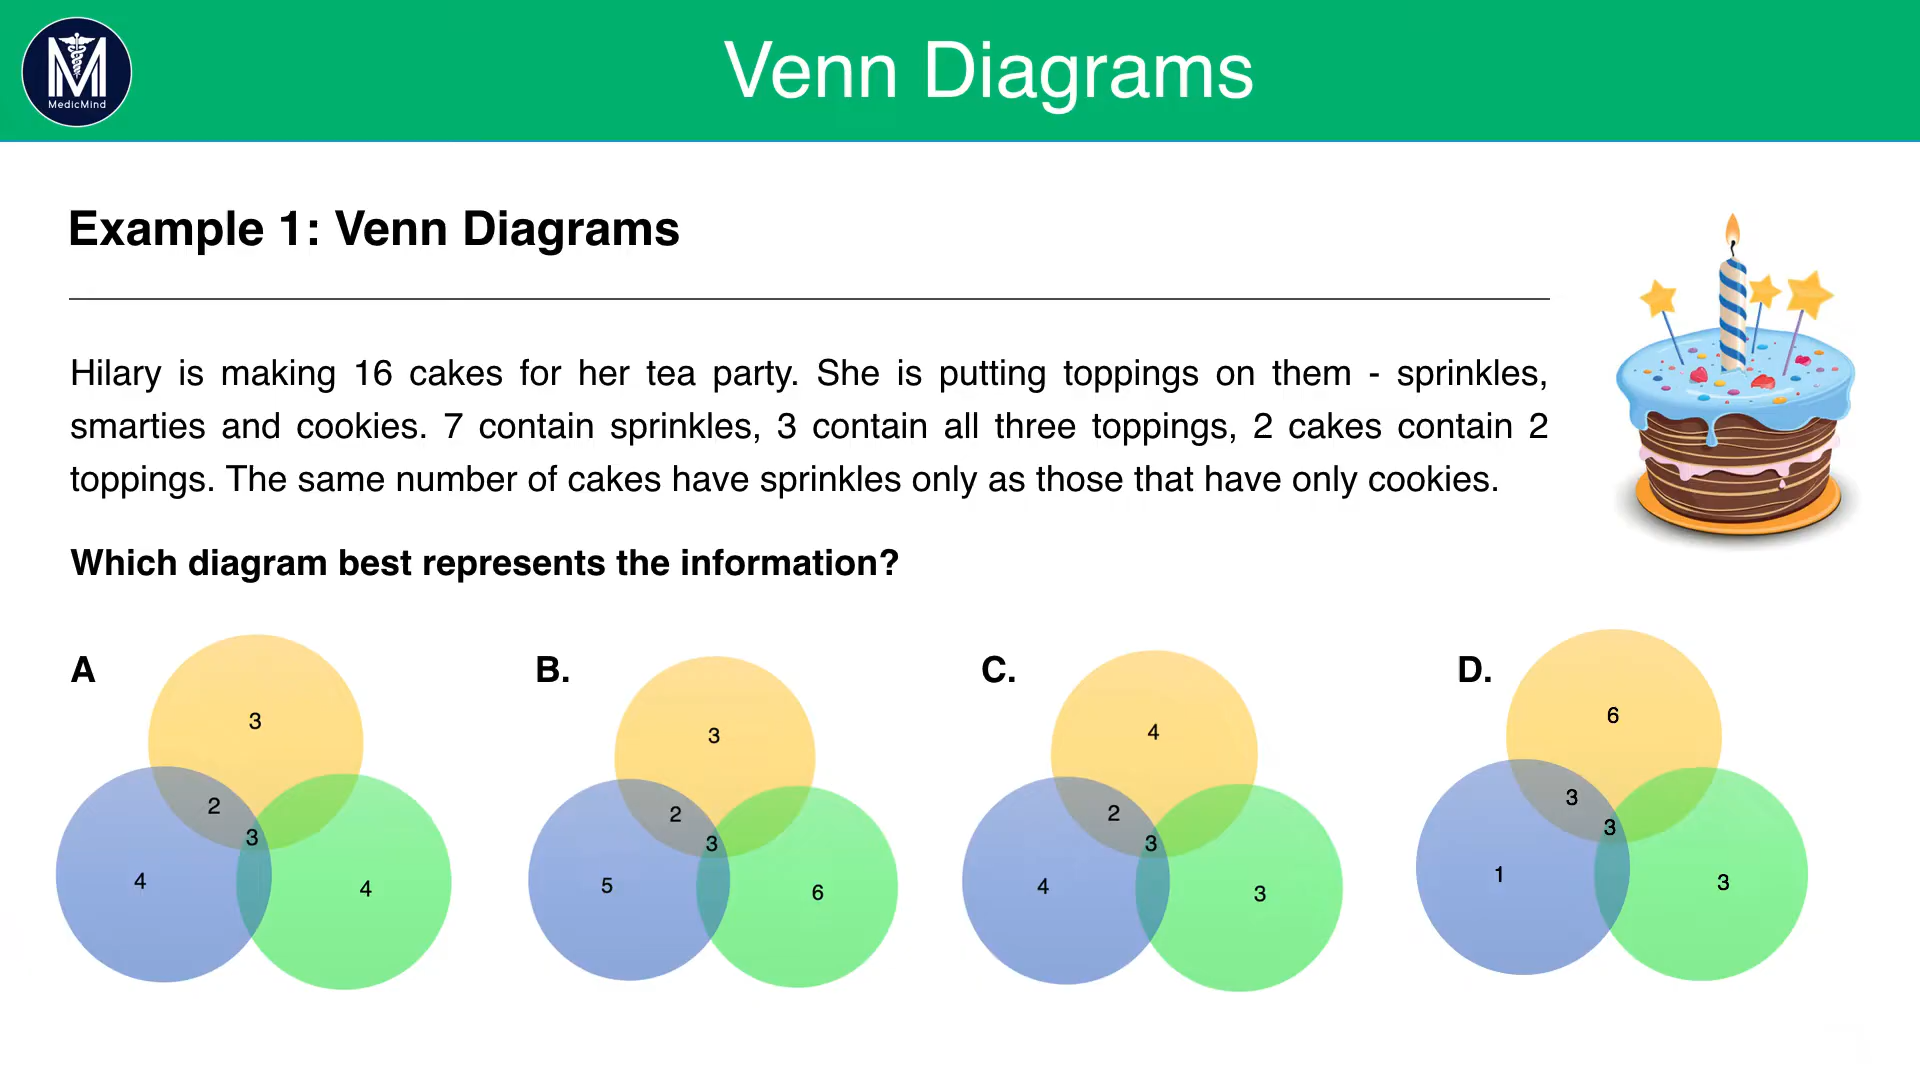 MedicMind
Venn Diagrams
Example 1: Venn Diagrams
Hilary is making 16 cakes for her tea party. She is putting toppings on them - sprinkles,
smarties and cookies. 7 contain sprinkles, 3 contain all three toppings, 2 cakes contain 2
toppings. The same number of cakes have sprinkles only as those that have only cookies.
Which diagram best represents the information?
A
3
2
3
4
4
B.
3
2
3
5
6
C.
4
2
3
4
3
D.
6
3
3
1
3